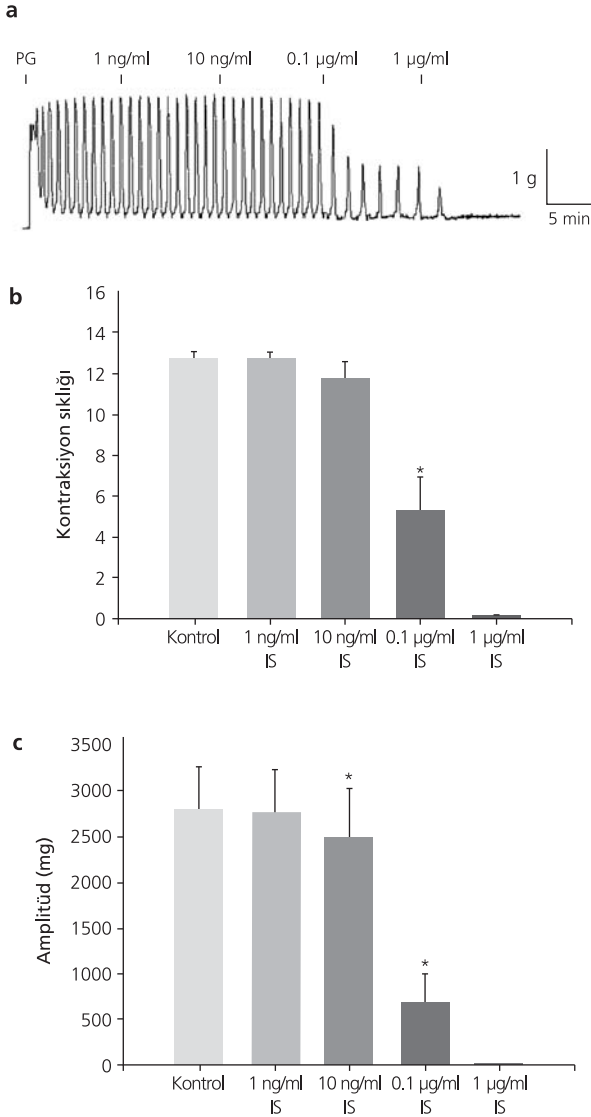 a
PG 1 ng/ml 10 ng/ml 0.1 µg/ml 1 µg/ml
1 g
5 min
b
Kontraksiyon sıklığı
16
14
12
10
8
6
4
2
0
*
Kontrol 1 ng/ml 10 ng/ml 0.1 µg/ml 1 µg/ml
IS IS IS IS
c
Amplitüd (mg)
3500
3000
2500
2000
1500
1000
500
0
*
*
Kontrol 1 ng/ml 10 ng/ml 0.1 µg/ml 1 µg/ml
IS IS IS IS